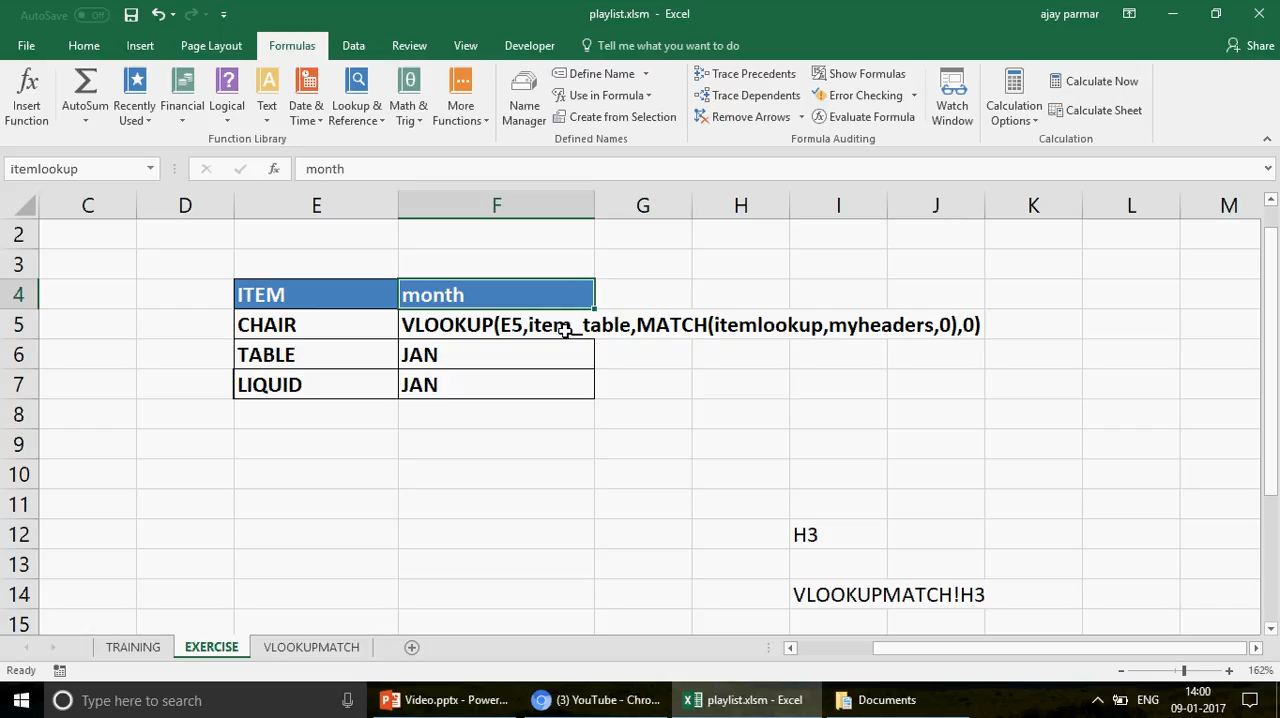 AutoSave Off
playlist.xlsm - Excel
ajay parmar
File Home Insert Page Layout Formulas Data Review View Developer Tell me what you want to do Share
Insert Function
AutoSum
Recently Used
Financial
Logical
Text
Date & Time
Lookup & Reference
Math & Trig
More Functions
Function Library
Name Manager
Define Name
Use in Formula
Create from Selection
Defined Names
Trace Precedents
Trace Dependents
Remove Arrows
Show Formulas
Error Checking
Evaluate Formula
Formula Auditing
Watch Window
Calculation Options
Calculate Now
Calculate Sheet
Calculation
itemlookup fx month
C D E F G H I J K L M
2
3
4 ITEM month
5 CHAIR VLOOKUP(E5,item_table,MATCH(itemlookup,myheaders,0),0)
6 TABLE JAN
7 LIQUID JAN
8
9
10
11
12 H3
13
14 VLOOKUPMATCH!H3
15
TRAINING EXERCISE VLOOKUPMATCH
Ready 162%
Type here to search
Video.pptx - Power...
(3) YouTube - Chro...
playlist.xlsm - Excel
Documents
ENG
14:00
09-01-2017